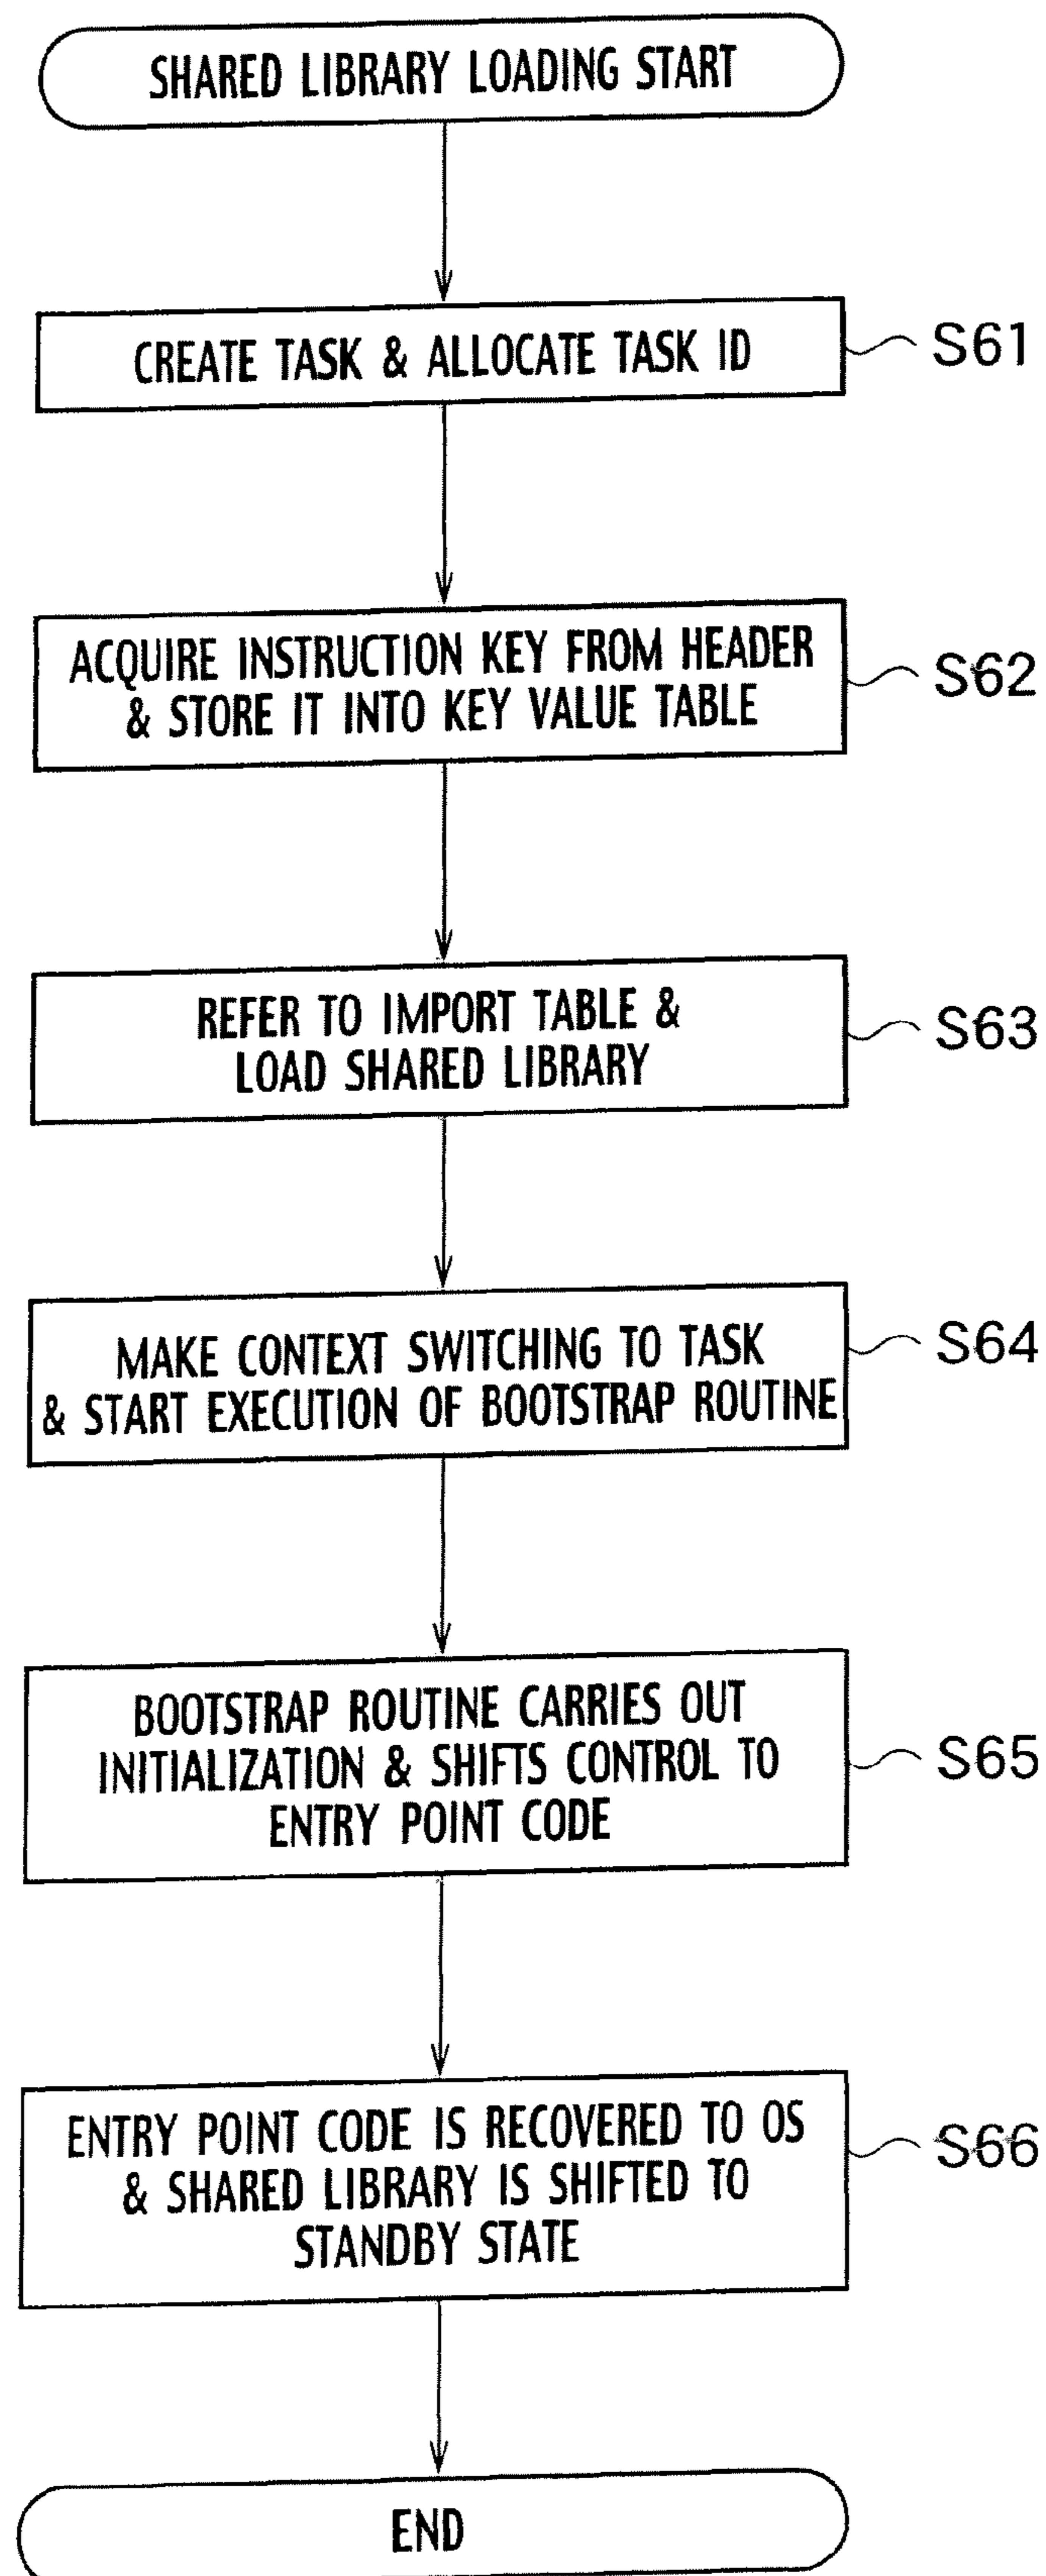 SHARED LIBRARY LOADING START
CREATE TASK & ALLOCATE TASK ID
S61
ACQUIRE INSTRUCTION KEY FROM HEADER
& STORE IT INTO KEY VALUE TABLE
S62
REFER TO IMPORT TABLE &
LOAD SHARED LIBRARY
S63
MAKE CONTEXT SWITCHING TO TASK
& START EXECUTION OF BOOTSTRAP ROUTINE
S64
BOOTSTRAP ROUTINE CARRIES OUT
INITIALIZATION & SHIFTS CONTROL TO
ENTRY POINT CODE
S65
ENTRY POINT CODE IS RECOVERED TO OS
& SHARED LIBRARY IS SHIFTED TO
STANDBY STATE
S66
END